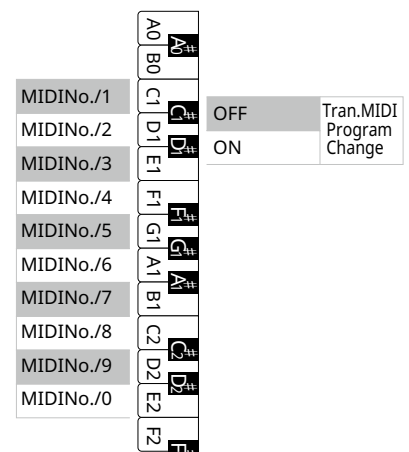 A0
A0#
B0
MIDINo./1
C1
C1#
OFF
Tran.MIDI
Program
Change
MIDINo./2
D1
D1#
ON
MIDINo./3
E1
MIDINo./4
F1
F1#
MIDINo./5
G1
G1#
MIDINo./6
A1
A1#
MIDINo./7
B1
MIDINo./8
C2
C2#
MIDINo./9
D2
D2#
MIDINo./0
E2
F2